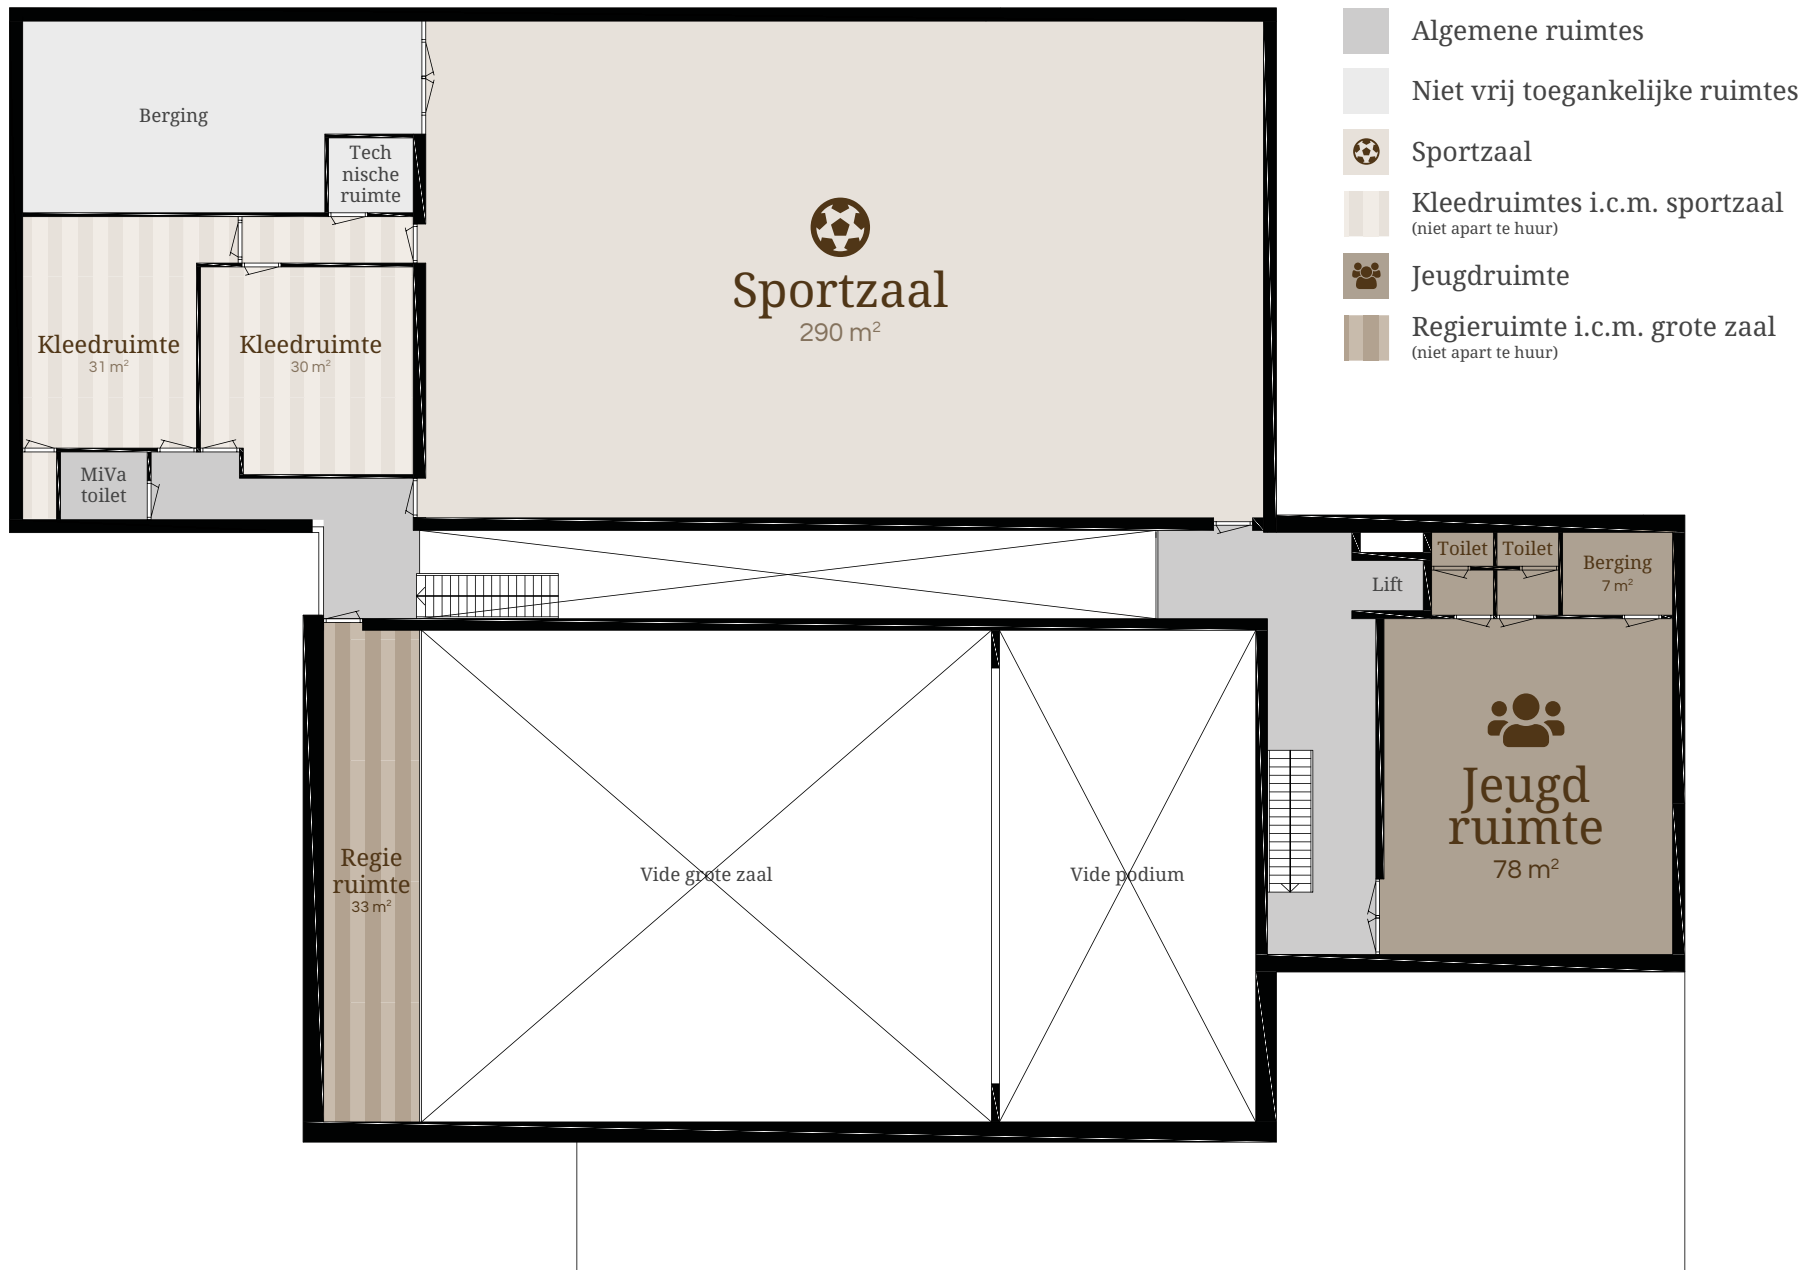 Algemene ruimtes
Niet vrij toegankelijke ruimtes
Sportzaal
Kleedruimtes i.c.m. sportzaal
(niet apart te huur)
Jeugdruimte
Regieruimte i.c.m. grote zaal
(niet apart te huur)
Berging
Tech
nische
ruimte
Sportzaal
290 m²
Kleedruimte
31 m²
Kleedruimte
30 m²
MiVa
toilet
Toilet
Toilet
Berging
7 m²
Lift
Jeugd
ruimte
78 m²
Regie
ruimte
33 m²
Vide grote zaal
Vide podium